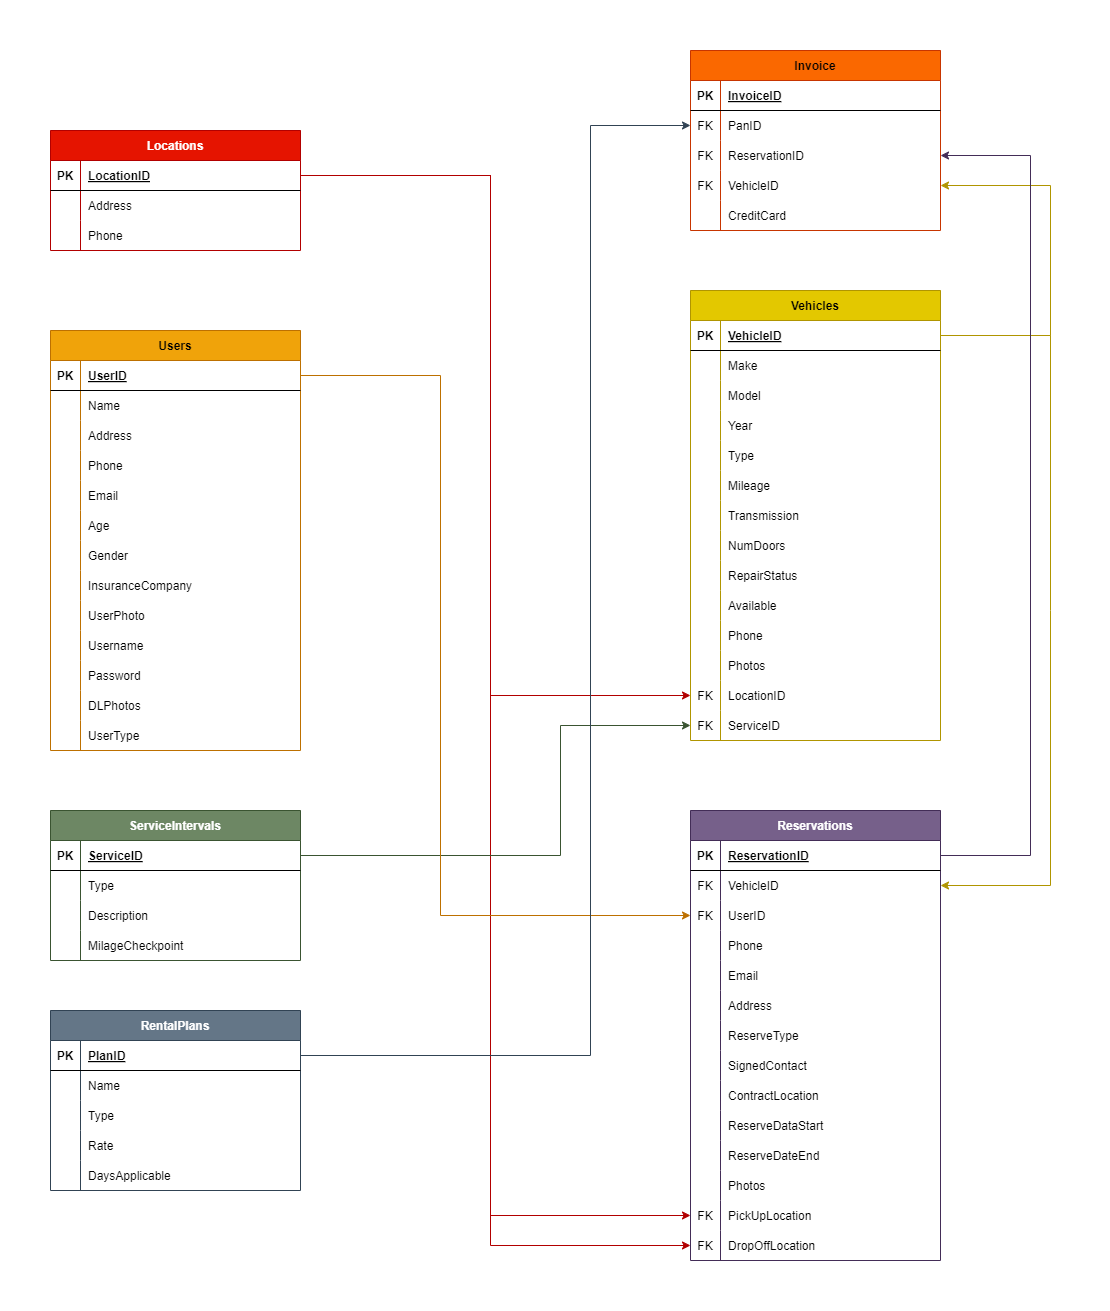 Locations
PK LocationID
Address
Phone
Users
PK UserID
Name
Address
Phone
Email
Age
Gender
InsuranceCompany
UserPhoto
Username
Password
DLPhotos
UserType
ServiceIntervals
PK ServiceID
Type
Description
MilageCheckpoint
RentalPlans
PK PlanID
Name
Type
Rate
DaysApplicable
Invoice
PK InvoiceID
FK PanID
FK ReservationID
FK VehicleID
CreditCard
Vehicles
PK VehicleID
Make
Model
Year
Type
Mileage
Transmission
NumDoors
RepairStatus
Available
Phone
Photos
FK LocationID
FK ServiceID
Reservations
PK ReservationID
FK VehicleID
FK UserID
Phone
Email
Address
ReserveType
SignedContact
ContractLocation
ReserveDataStart
ReserveDateEnd
Photos
FK PickUpLocation
FK DropOffLocation